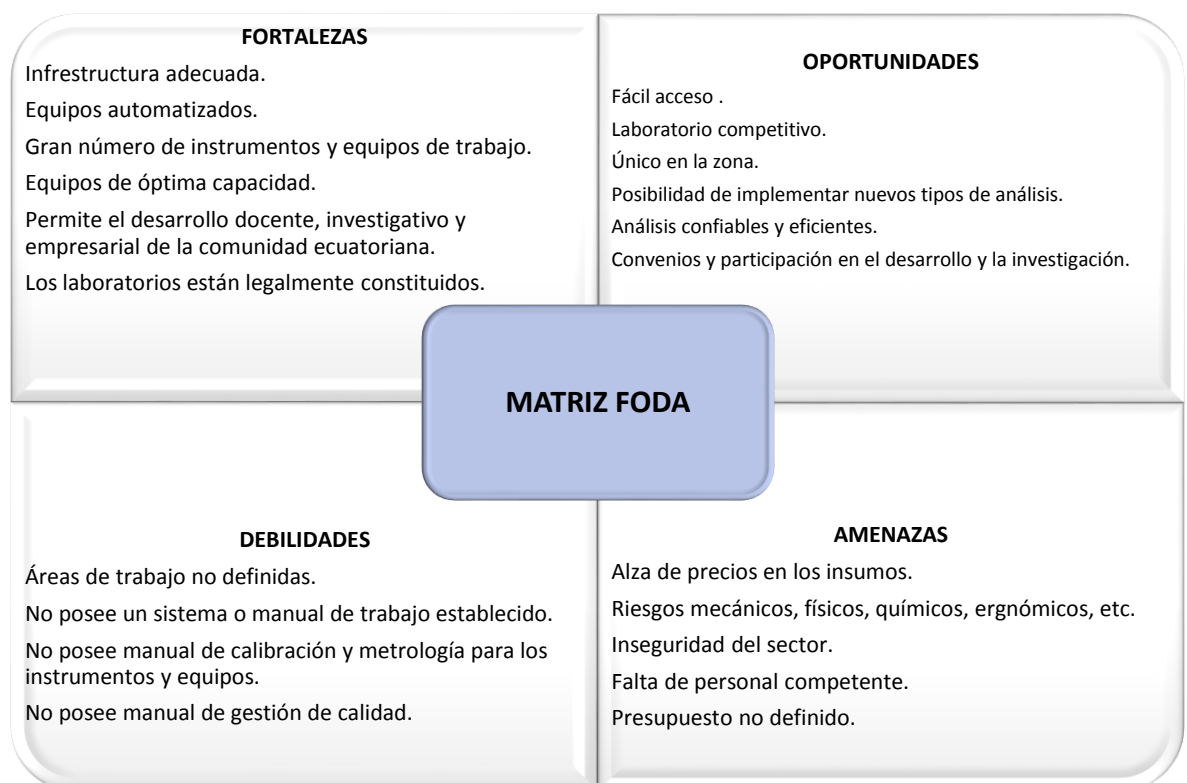 FORTALEZAS
Infrestructura adecuada.
Equipos automatizados.
Gran número de instrumentos y equipos de trabajo.
Equipos de óptima capacidad.
Permite el desarrollo docente, investigativo y
empresarial de la comunidad ecuatoriana.
Los laboratorios están legalmente constituidos.
OPORTUNIDADES
Fácil acceso .
Laboratorio competitivo.
Único en la zona.
Posibilidad de implementar nuevos tipos de análisis.
Análisis confiables y eficientes.
Convenios y participación en el desarrollo y la investigación.
MATRIZ FODA
DEBILIDADES
Áreas de trabajo no definidas.
No posee un sistema o manual de trabajo establecido.
No posee manual de calibración y metrología para los
instrumentos y equipos.
No posee manual de gestión de calidad.
AMENAZAS
Alza de precios en los insumos.
Riesgos mecánicos, físicos, químicos, ergnómicos, etc.
Inseguridad del sector.
Falta de personal competente.
Presupuesto no definido.